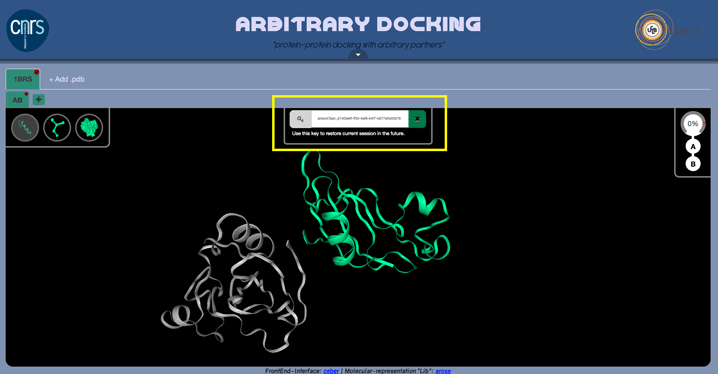 cnrs
ARBITRARY DOCKING
"protein-protein docking with arbitrary partners"
1BRS
+ Add .pdb
AB
+
Use this key to restore current session in the future.
0%
A
B
FrontEnd-Interface: ceber | Molecular-representation "Lib": arose